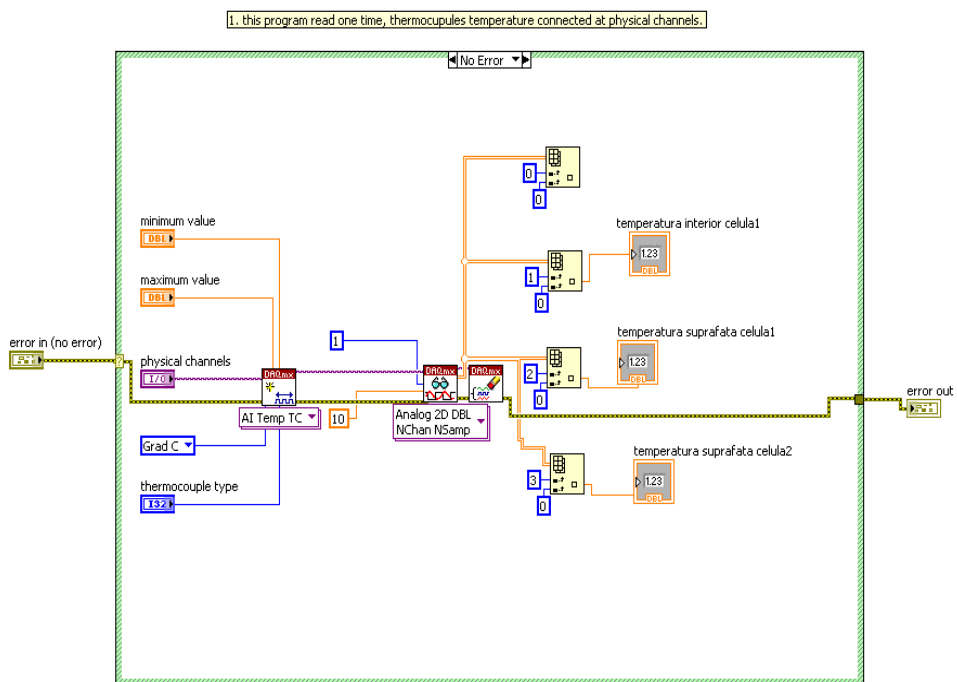 1. this program read one time, thermocupules temperature connected at physical channels.
No Error
0
0
temperatura interior celula1
minimum value
DBL
1.23
DBL
1
0
maximum value
DBL
temperatura suprafata celula1
error in (no error)
1
1.23
DBL
?
physical channels
I/O
DAQmx
DAQmx
DAQmx
2
0
error out
AI Temp TC
10
Analog 2D DBL
NChan NSamp
Grad C
temperatura suprafata celula2
3
1.23
DBL
0
thermocouple type
I32